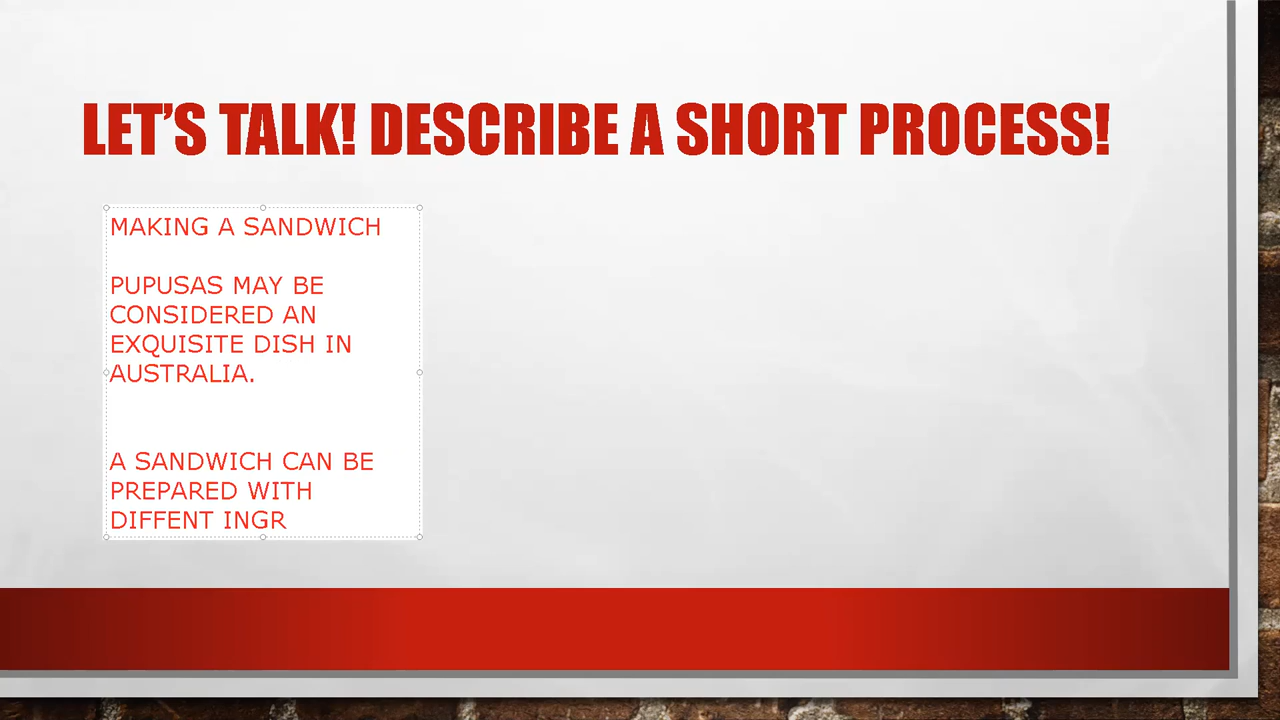 LET'S TALK! DESCRIBE A SHORT PROCESS!
MAKING A SANDWICH
PUPUSAS MAY BE
CONSIDERED AN
EXQUISITE DISH IN
AUSTRALIA.
A SANDWICH CAN BE
PREPARED WITH
DIFFENT INGR